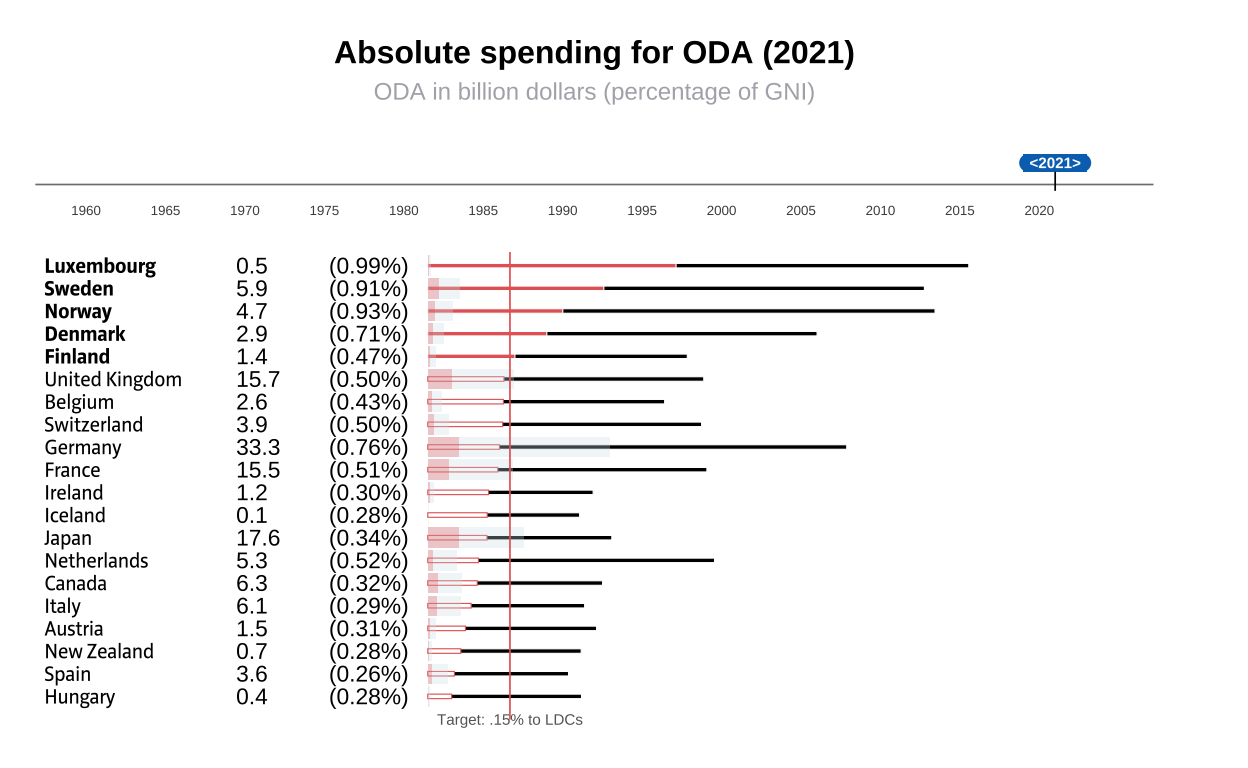 Absolute spending for ODA (2021)
ODA in billion dollars (percentage of GNI)
<2021>
1960 1965 1970 1975 1980 1985 1990 1995 2000 2005 2010 2015 2020
Luxembourg 0.5 (0.99%)
Sweden 5.9 (0.91%)
Norway 4.7 (0.93%)
Denmark 2.9 (0.71%)
Finland 1.4 (0.47%)
United Kingdom 15.7 (0.50%)
Belgium 2.6 (0.43%)
Switzerland 3.9 (0.50%)
Germany 33.3 (0.76%)
France 15.5 (0.51%)
Ireland 1.2 (0.30%)
Iceland 0.1 (0.28%)
Japan 17.6 (0.34%)
Netherlands 5.3 (0.52%)
Canada 6.3 (0.32%)
Italy 6.1 (0.29%)
Austria 1.5 (0.31%)
New Zealand 0.7 (0.28%)
Spain 3.6 (0.26%)
Hungary 0.4 (0.28%)
Target: .15% to LDCs